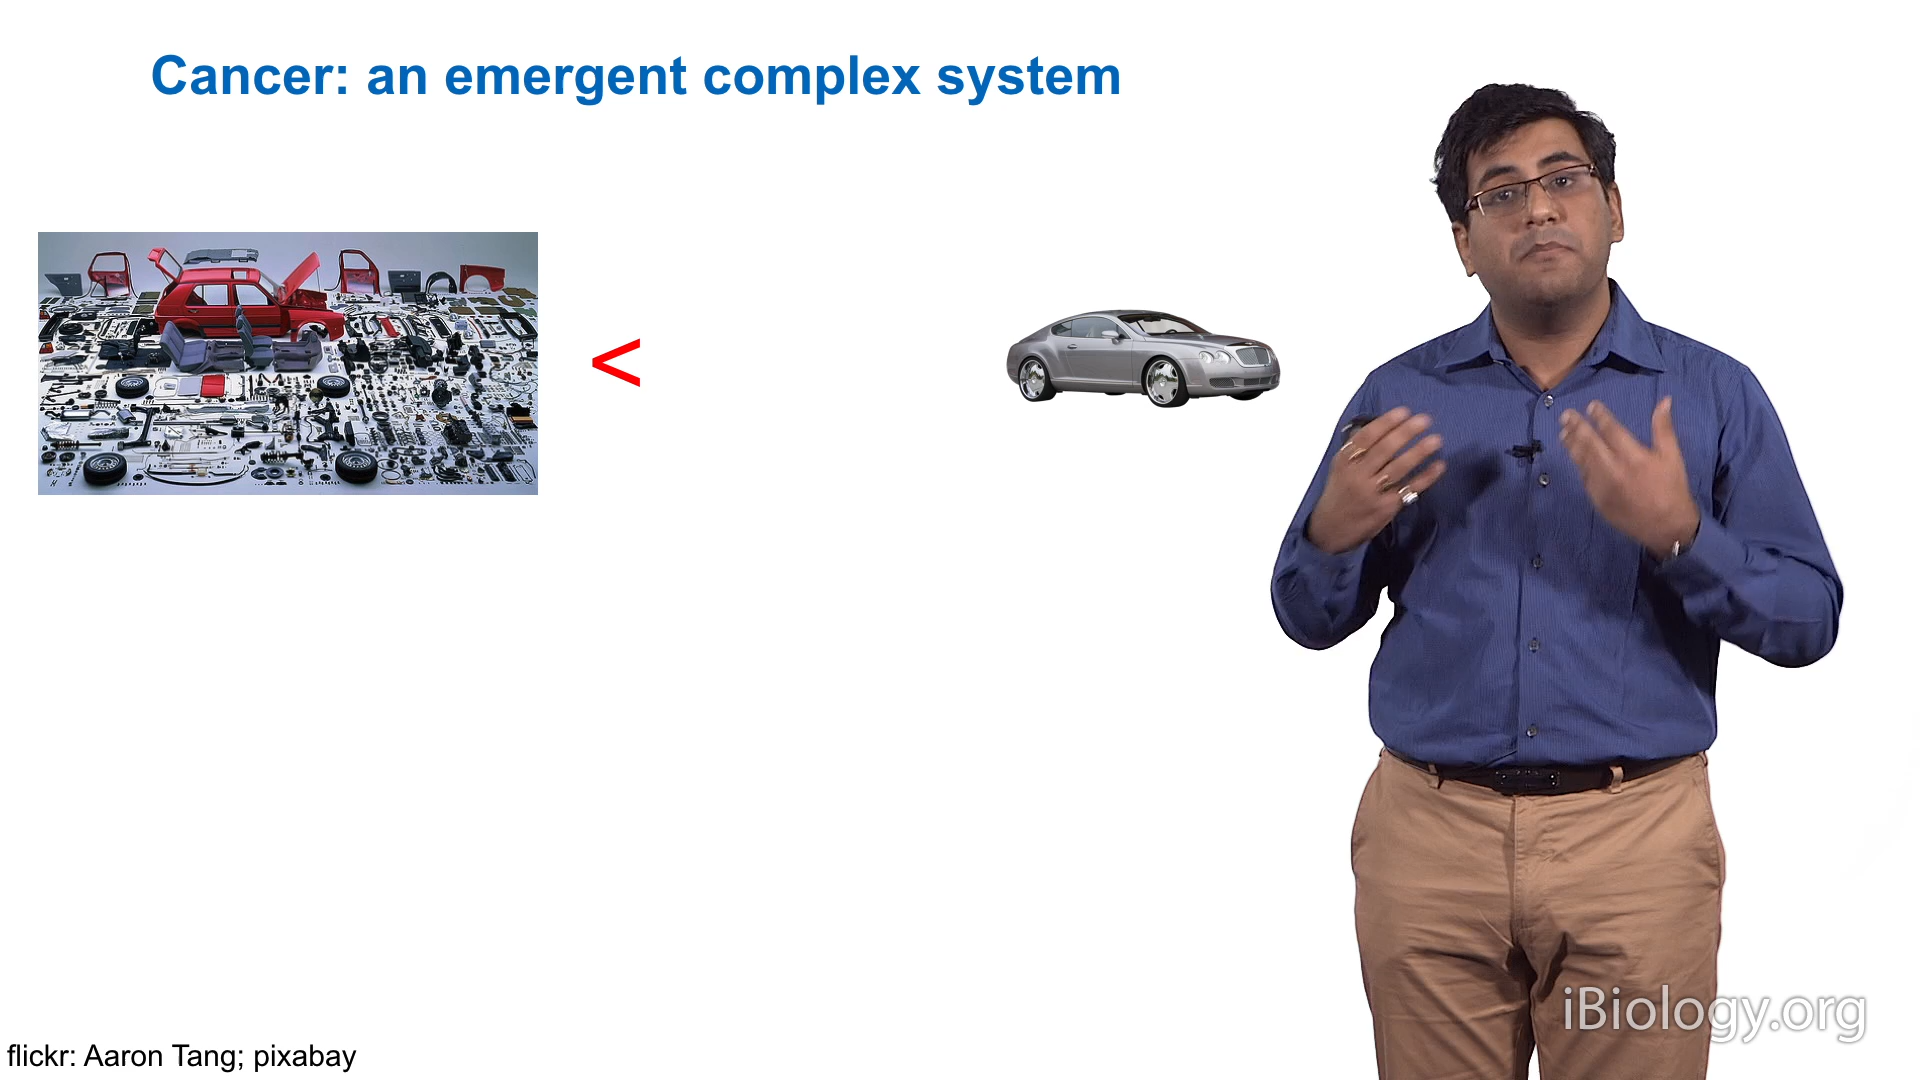 Cancer: an emergent complex system
<
iBiology.org
flickr: Aaron Tang; pixabay